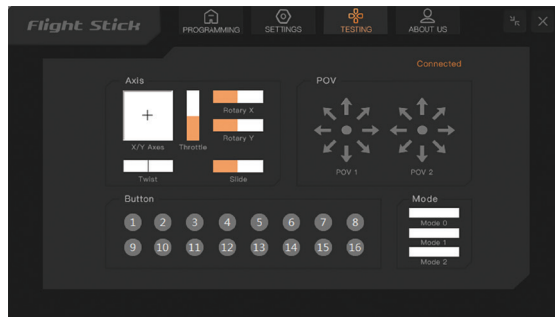 Flight Stick
PROGRAMMING
SETTINGS
TESTING
ABOUT US
Connected
Axis
X/Y Axes
Throttle
Rotary X
Rotary Y
Twist
Slide
POV
POV 1
POV 2
Button
1 2 3 4 5 6 7 8
9 10 11 12 13 14 15 16
Mode
Mode 0
Mode 1
Mode 2